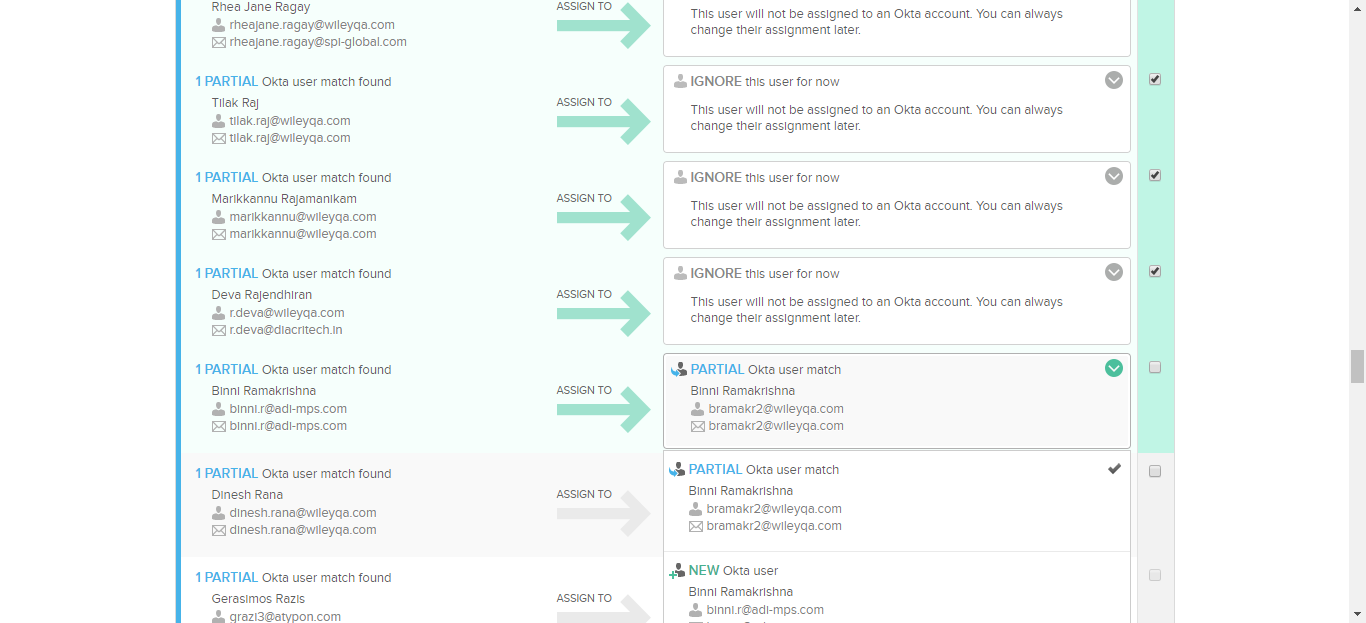 Rhea Jane Ragay
rheajane.ragay@wileyqa.com
rheajane.ragay@spi-global.com
ASSIGN TO
This user will not be assigned to an Okta account. You can always
change their assignment later.
1 PARTIAL Okta user match found
Tilak Raj
tilak.raj@wileyqa.com
tilak.raj@wileyqa.com
ASSIGN TO
IGNORE this user for now
This user will not be assigned to an Okta account. You can always
change their assignment later.
1 PARTIAL Okta user match found
Marikkannu Rajamanikam
marikkannu@wileyqa.com
marikkannu@wileyqa.com
ASSIGN TO
IGNORE this user for now
This user will not be assigned to an Okta account. You can always
change their assignment later.
1 PARTIAL Okta user match found
Deva Rajendhiran
r.deva@wileyqa.com
r.deva@diacritech.in
ASSIGN TO
IGNORE this user for now
This user will not be assigned to an Okta account. You can always
change their assignment later.
1 PARTIAL Okta user match found
Binni Ramakrishna
binni.r@adi-mps.com
binni.r@adi-mps.com
ASSIGN TO
PARTIAL Okta user match
Binni Ramakrishna
bramakr2@wileyqa.com
bramakr2@wileyqa.com
1 PARTIAL Okta user match found
Dinesh Rana
dinesh.rana@wileyqa.com
dinesh.rana@wileyqa.com
ASSIGN TO
PARTIAL Okta user match
Binni Ramakrishna
bramakr2@wileyqa.com
bramakr2@wileyqa.com
1 PARTIAL Okta user match found
Gerasimos Razis
grazi3@atypon.com
ASSIGN TO
NEW Okta user
Binni Ramakrishna
binni.r@adi-mps.com